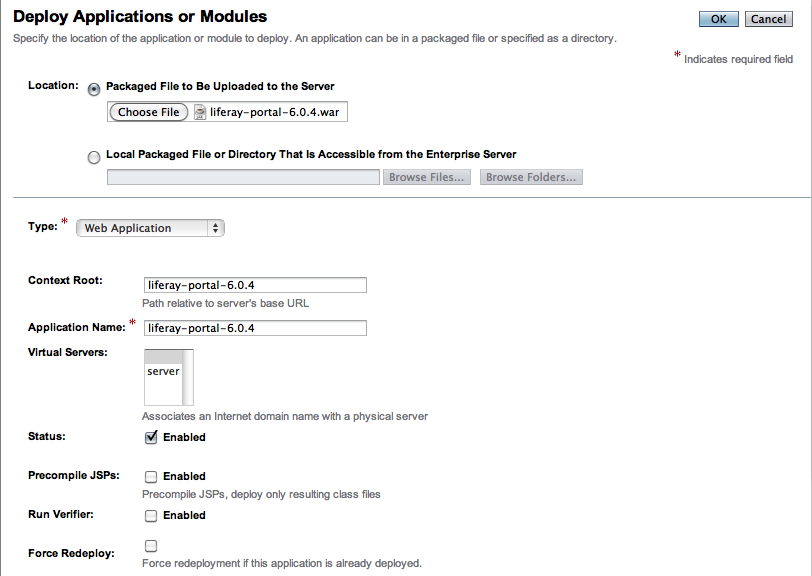 Deploy Applications or Modules
OK Cancel
Specify the location of the application or module to deploy. An application can be in a packaged file or specified as a directory.
* Indicates required field
Location: Packaged File to Be Uploaded to the Server
Choose File liferay-portal-6.0.4.war
Local Packaged File or Directory That Is Accessible from the Enterprise Server
Browse Files... Browse Folders...
Type: * Web Application
Context Root: liferay-portal-6.0.4
Path relative to server's base URL
Application Name: * liferay-portal-6.0.4
Virtual Servers:
server
Associates an Internet domain name with a physical server
Status: Enabled
Precompile JSPs: Enabled
Precompile JSPs, deploy only resulting class files
Run Verifier: Enabled
Force Redeploy:
Force redeployment if this application is already deployed.